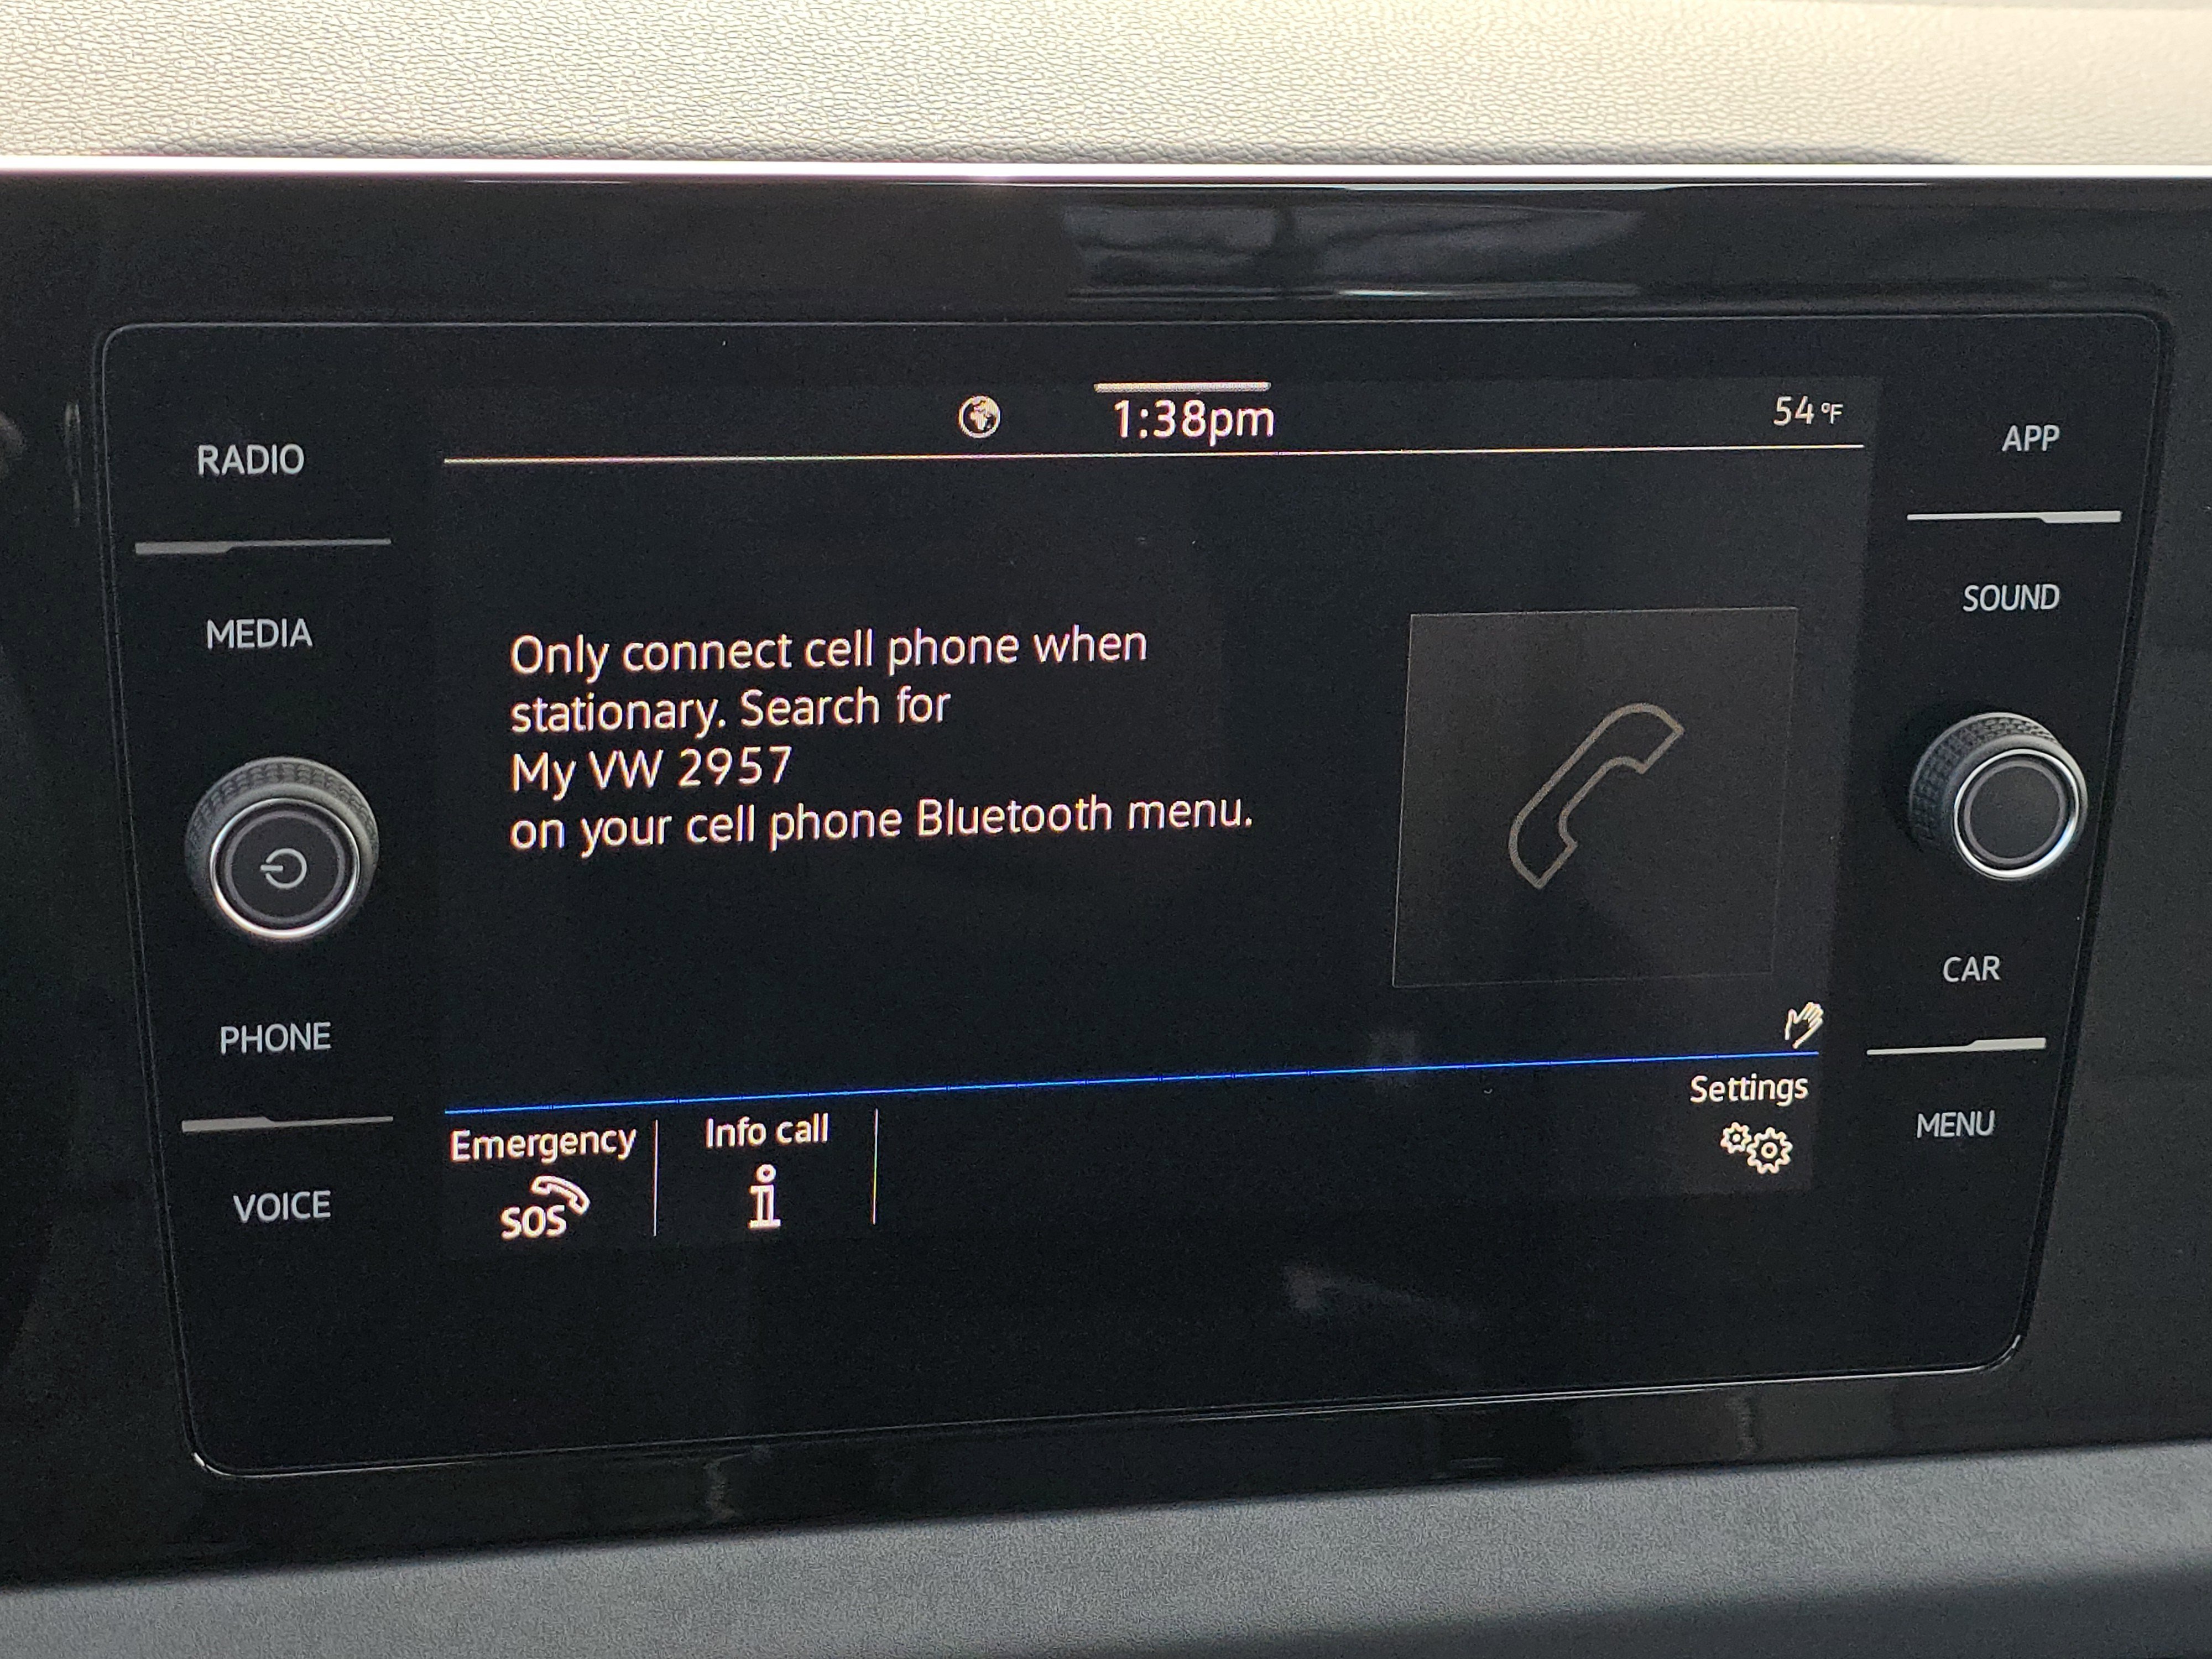 1:38pm
54 °F
RADIO
MEDIA
PHONE
VOICE
Only connect cell phone when
stationary. Search for
My VW 2957
on your cell phone Bluetooth menu.
Emergency
SOS
Info call
i
Settings
APP
SOUND
CAR
MENU